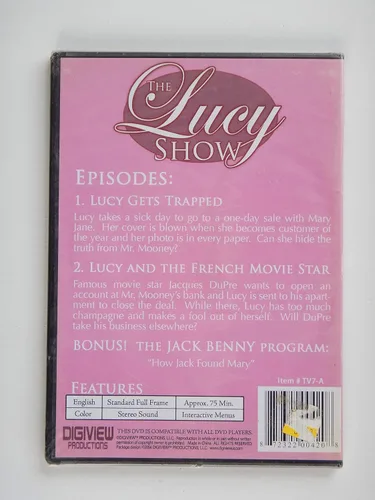 THE
Lucy
SHOW
EPISODES:
1. LUCY GETS TRAPPED
Lucy takes a sick day to go to a one-day sale with Mary
Jane. Her cover is blown when she becomes customer of
the year and her photo is in every paper. Can she hide the
truth from Mr. Mooney?
2. LUCY AND THE FRENCH MOVIE STAR
Famous movie star Jacques DuPre wants to open an
account at Mr. Mooney's bank and Lucy is sent to his apart-
ment to close the deal. While there, Lucy has too much
champagne and makes a fool out of herself. Will DuPre
take his business elsewhere?
BONUS! THE JACK BENNY PROGRAM:
"How Jack Found Mary"
Item # TV7-A
FEATURES
English Standard Full Frame Approx. 75 Min.
Color Stereo Sound Interactive Menus
8 72322 00420 8
DIGIVIEW
PRODUCTIONS
THIS DVD IS COMPATIBLE WITH ALL DVD PLAYERS.